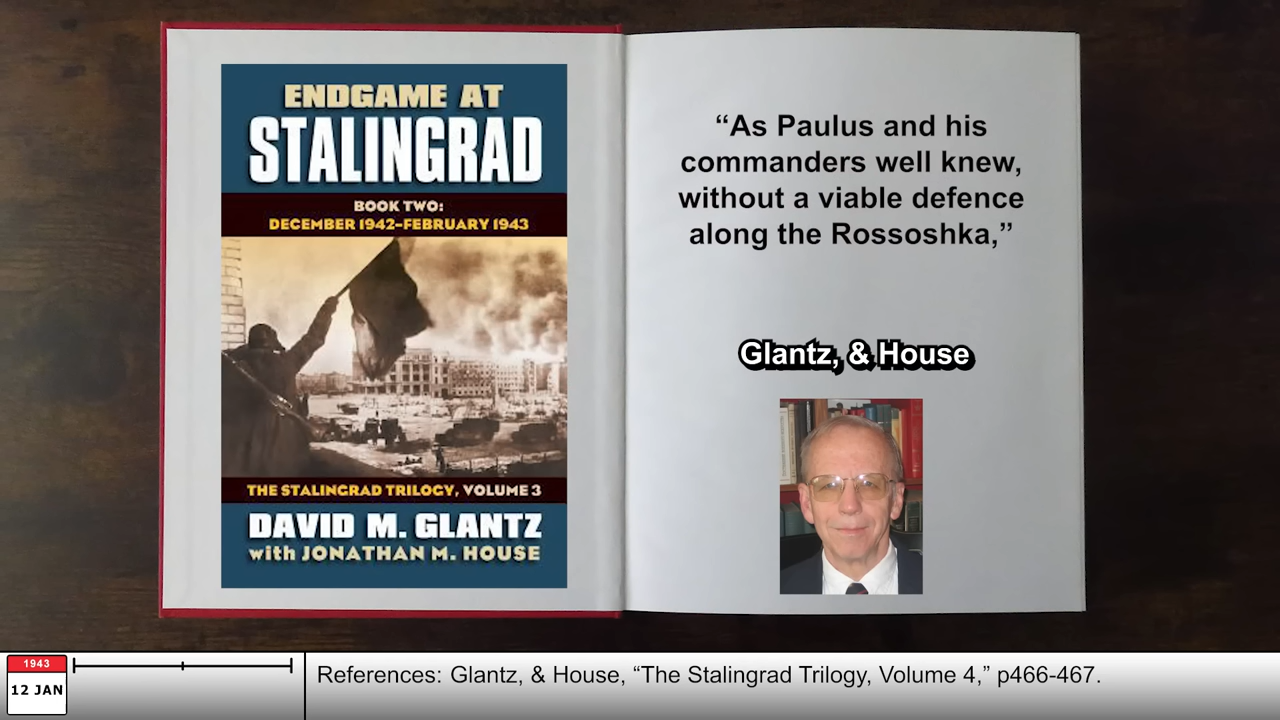 ENDGAME AT
STALINGRAD
BOOK TWO:
DECEMBER 1942–FEBRUARY 1943
THE STALINGRAD TRILOGY, VOLUME 3
DAVID M. GLANTZ
with JONATHAN M. HOUSE
“As Paulus and his
commanders well knew,
without a viable defence
along the Rossoshka,”
Glantz, & House
1943
12 JAN
References: Glantz, & House, “The Stalingrad Trilogy, Volume 4,” p466-467.